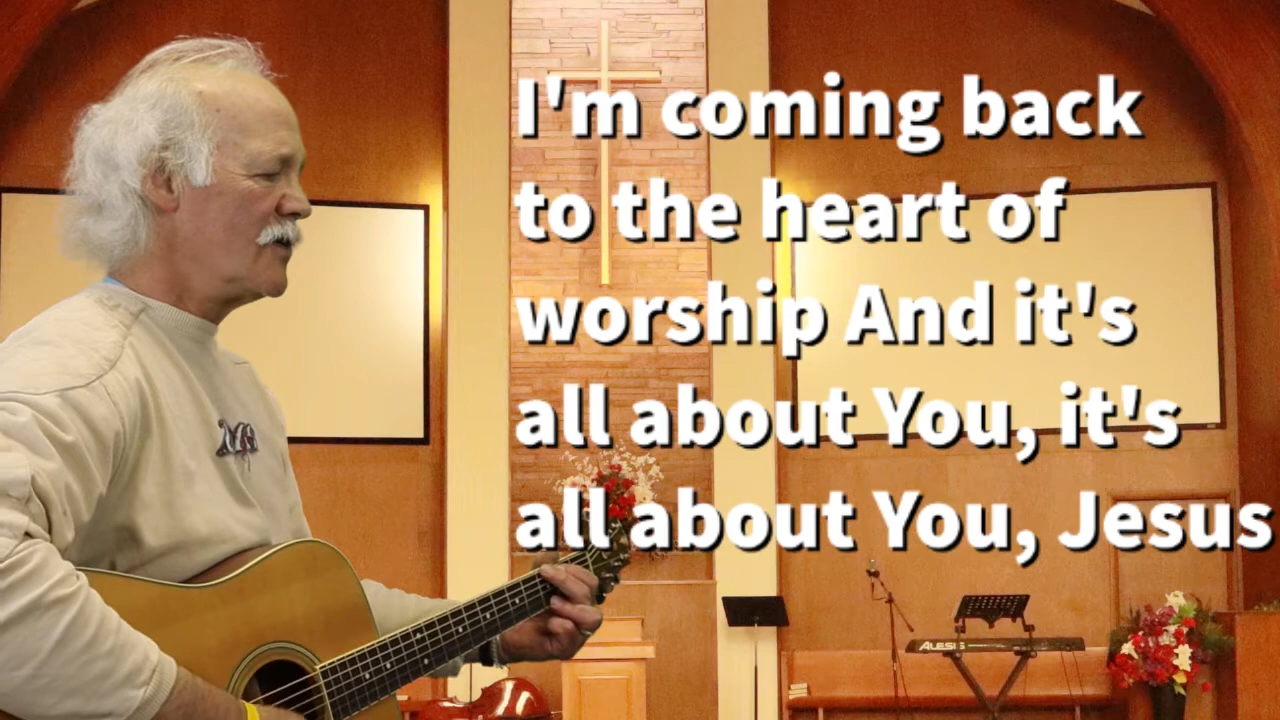 I'm coming back
to the heart of
worship And it's
all about You, it's
all about You, Jesus
ALESIS